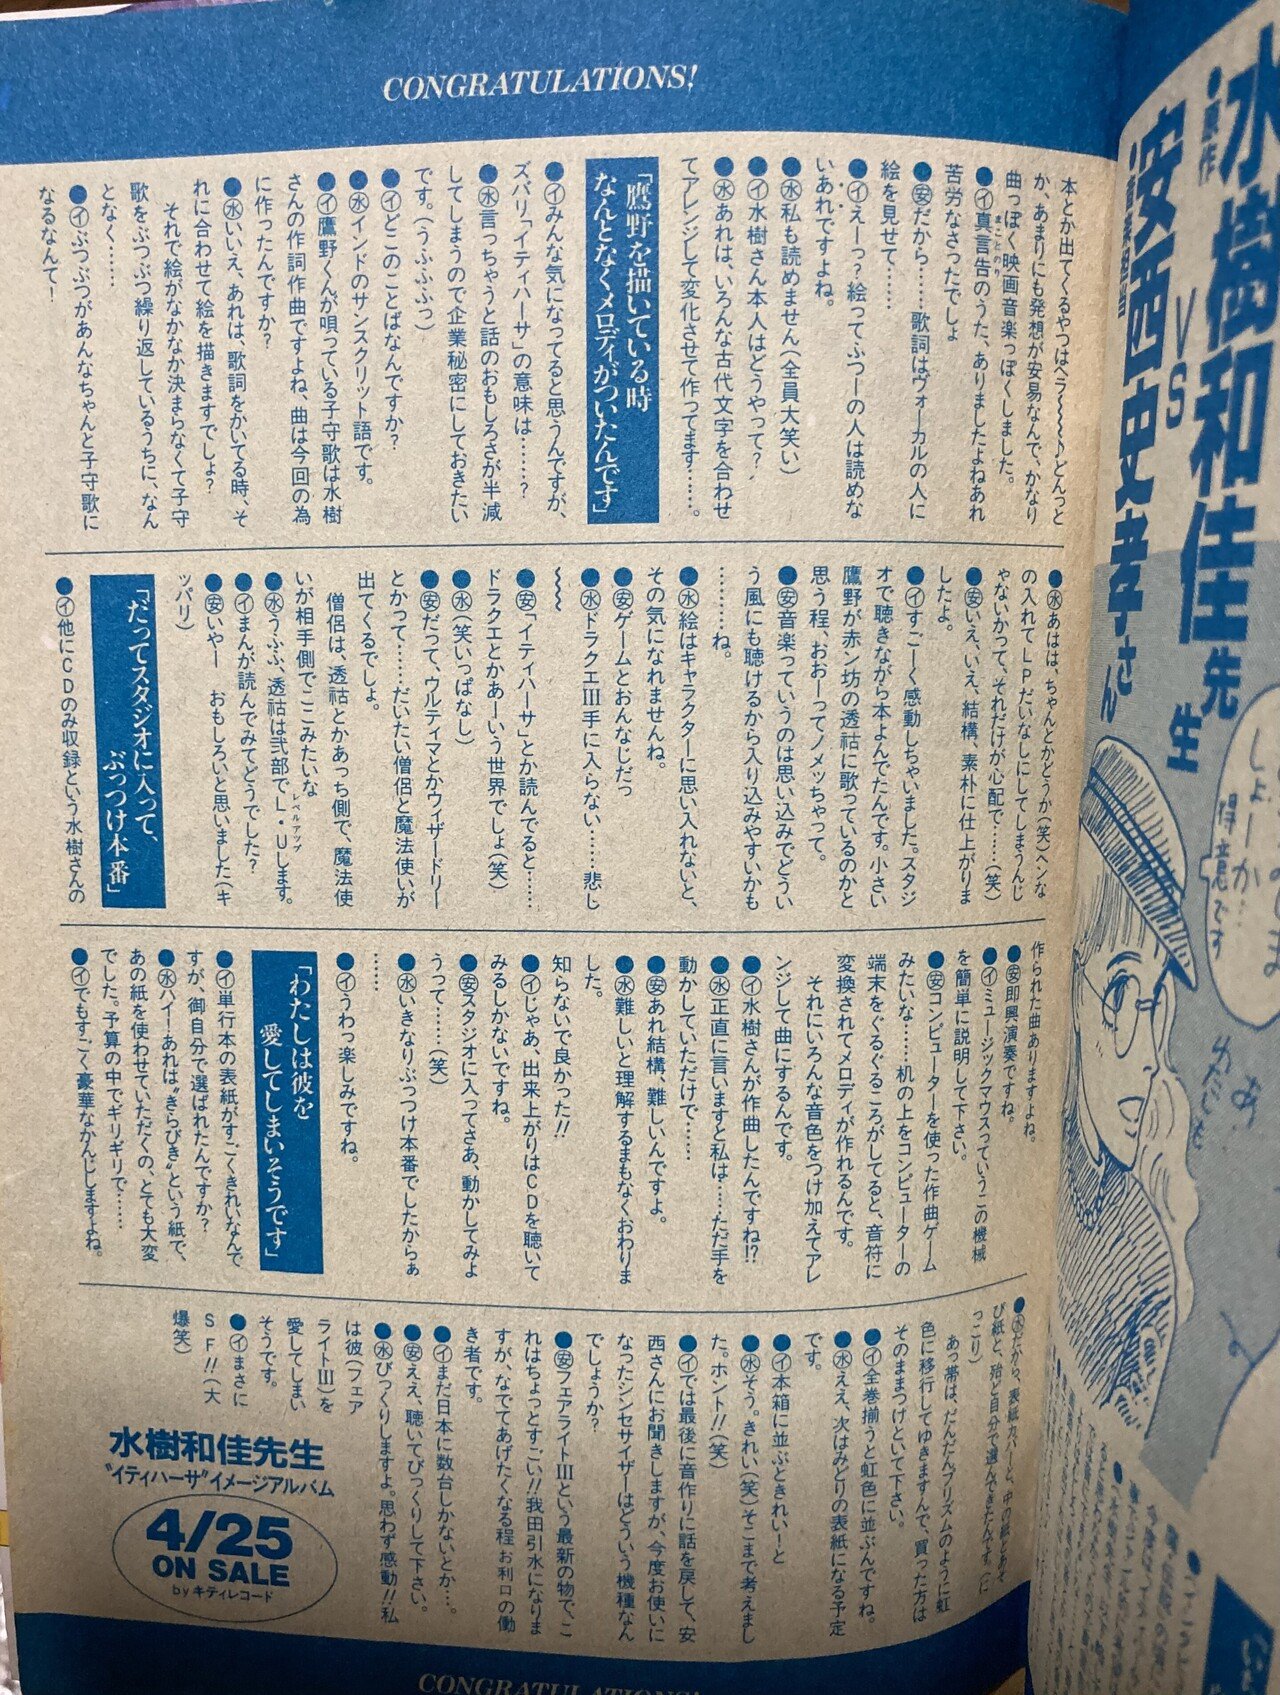 CONGRATULATIONS!
水樹和佳先生
VS
安西史孝さん
本とか出てくるやつはヘラ〜〜〜♪どんっと
か、あまりにも発想が安易なんで、かなり
曲っぽく映画音楽っぽくしました。
●イ真言告のうた、ありましたよねあれ
まことのり
苦労なさったでしょ
●安だから……歌詞はヴォーカルの人に
絵を見せて……
●イえーっ?絵ってふつーの人は読めな
いあれですよね。
●水私も読めません(全員大笑い)
●イ水樹さん本人はどうやって?
●水あれは、いろんな古代文字を合わせ
てアレンジして変化させて作ってます……。
「鷹野を描いている時
なんとなくメロディがついたんです」
●イみんな気になってると思うんですが、
ズバリ「イティハーサ」の意味は……?
●水言っちゃうと話のおもしろさが半減
してしまうので企業秘密にしておきたい
です。(うふふふっ)
●イどこのことばなんですか?
●水インドのサンスクリット語です。
●イ鷹野くんが唄っている子守歌は水樹
さんの作詞作曲ですよね、曲は今回の為
に作ったんですか?
●水いいえ、あれは、歌詞をかいてる時、そ
れに合わせて絵を描きますでしょ?
それで絵がなかなか決まらなくて子守
歌をぶつぶつ繰り返しているうちに、なん
となく……
●イぶつぶつがあんなちゃんと子守歌に
なるなんて!
●水あはは、ちゃんとかどうか(笑)ヘンな
の入れてLPだいなしにしてしまうんじ
ゃないかって、それだけが心配で……(笑)
●安いえ、いえ、結構、素朴に仕上がりま
したよ。
●イすごーく感動しちゃいました。スタジ
オで聴きながら本よんでたんです。小さい
鷹野が赤ン坊の透祜に歌っているのかと
思う程、おおーってノメッちゃって。
●安音楽っていうのは思い込みでどうい
う風にも聴けるから入り込みやすいかも
………ね。
●水絵はキャラクターに思い入れないと、
その気になれませんね。
●安ゲームとおんなじだっ
●水ドラクエIII手に入らない……悲し
〜〜〜
●安「イティハーサ」とか読んでると……
ドラクエとかあーいう世界でしょ(笑)
●水(笑いっぱなし)
●安だって、ウルティマとかウィザードリー
とかって……だいたい僧侶と魔法使いが
出てくるでしょ。
僧侶は、透祜とかあっち側で、魔法使
いが相手側でここみたいな
●水うふふ、透祜は弐部でL・Uします。
レベルアップ
●イまんが読んでみてどうでした?
●安いやー おもしろいと思いました(キ
ッパリ)
「だってスタジオに入って、
ぶっつけ本番」
●イ他にCDのみ収録という水樹さんの
作られた曲ありますよね。
●安即興演奏ですね。
●イミュージックマウスっていうこの機械
を簡単に説明して下さい。
●安コンピューターを使った作曲ゲーム
みたいな……机の上をコンピューターの
端末をぐるぐるころがしてると、音符に
変換されてメロディが作れるんです。
それにいろんな音色をつけ加えてアレ
ンジして曲にするんです。
●イ水樹さんが作曲したんですね!?
●水正直に言いますと私は……ただ手を
動かしていただけで……
●安あれ結構、難しいんですよ。
●水難しいと理解するまもなくおわりま
した。
知らないで良かった!!
●イじゃあ、出来上がりはCDを聴いて
みるしかないですね。
●安スタジオに入ってさあ、動かしてみよ
うって……(笑)
●水いきなりぶっつけ本番でしたからぁ
……
●イうわっ楽しみですね。
「わたしは彼を
愛してしまいそうです」
●イ単行本の表紙がすごくきれいなんで
すが、御自分で選ばれたんですか?
●水ハイ!あれは“きらびき”という紙で、
あの紙を使わせていただくの、とても大変
でした。予算の中でギリギリで……
●イでもすごく豪華なかんじしますよね。
●水だから、表紙カバーと、中の紙とあそ
び紙と、殆ど自分で選んできたんです。(に
っこり)
あっ帯は、だんだんプリズムのように虹
色に移行してゆきますんで、買った方は
そのままつけといて下さい。
●イ全巻揃うと虹色に並ぶんですね。
●水ええ、次はみどりの表紙になる予定
です。
●イ本箱に並ぶときれい!と
●水そう。きれい(笑)そこまで考えまし
た。ホント!!(笑)
●イでは最後に音作りに話を戻して、安
西さんにお聞きしますが、今度お使いに
なったシンセサイザーはどういう機種なん
でしょうか?
●安フェアライトIIIという最新の物で、こ
れはちょっとすごい!!我田引水になりま
すが、なでてあげたくなる程お利口の働
き者です。
●イまだ日本に数台しかないとか…。
●安ええ、聴いてびっくりして下さい。
●水びっくりしますよ。思わず感動!!私
は彼(フェア
ライトIII)を
愛してしまい
そうです。
●イまさに
SF!!(大
爆笑)
水樹和佳先生
“イティハーサ”イメージアルバム
4/25
ON SALE
by キティレコード
CONGRATULATIONS!